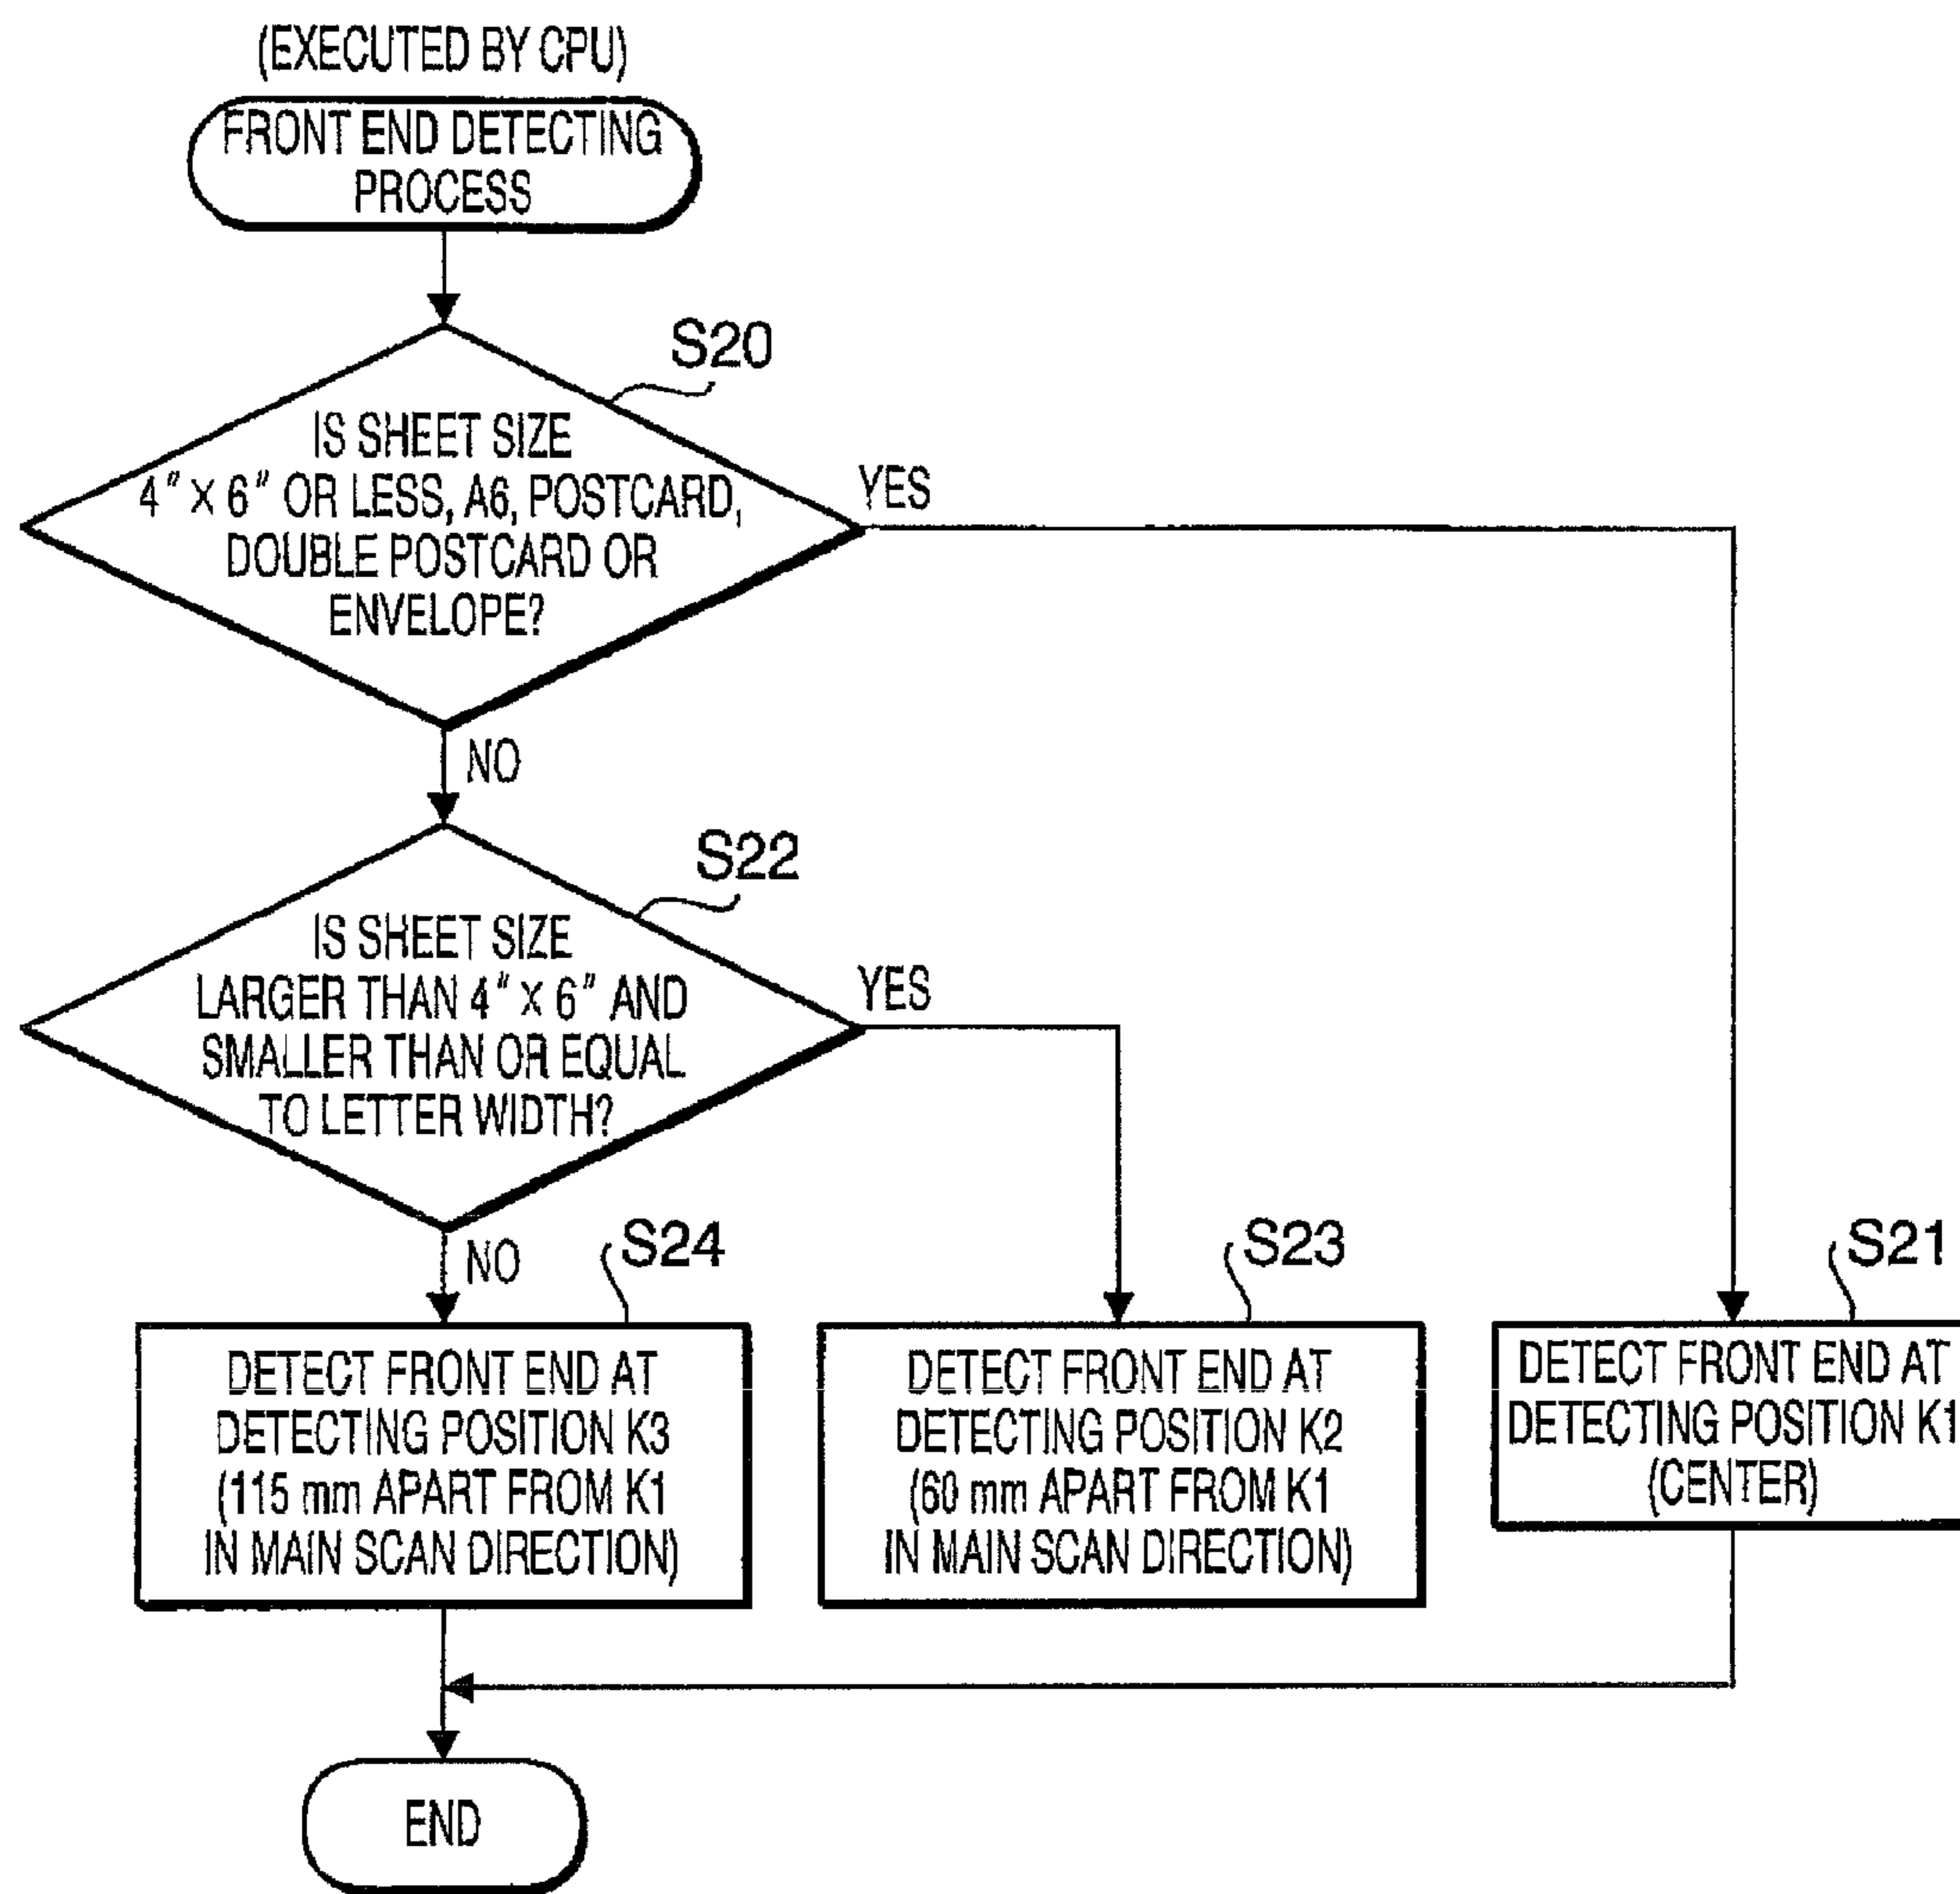 (EXECUTED BY CPU)
FRONT END DETECTING
PROCESS
S20
IS SHEET SIZE
4" X 6" OR LESS, A6, POSTCARD,
DOUBLE POSTCARD OR
ENVELOPE?
YES
NO
S22
IS SHEET SIZE
LARGER THAN 4" X 6" AND
SMALLER THAN OR EQUAL
TO LETTER WIDTH?
YES
NO
S24
DETECT FRONT END AT
DETECTING POSITION K3
(115 mm APART FROM K1
IN MAIN SCAN DIRECTION)
S23
DETECT FRONT END AT
DETECTING POSITION K2
(60 mm APART FROM K1
IN MAIN SCAN DIRECTION)
S21
DETECT FRONT END AT
DETECTING POSITION K1
(CENTER)
END